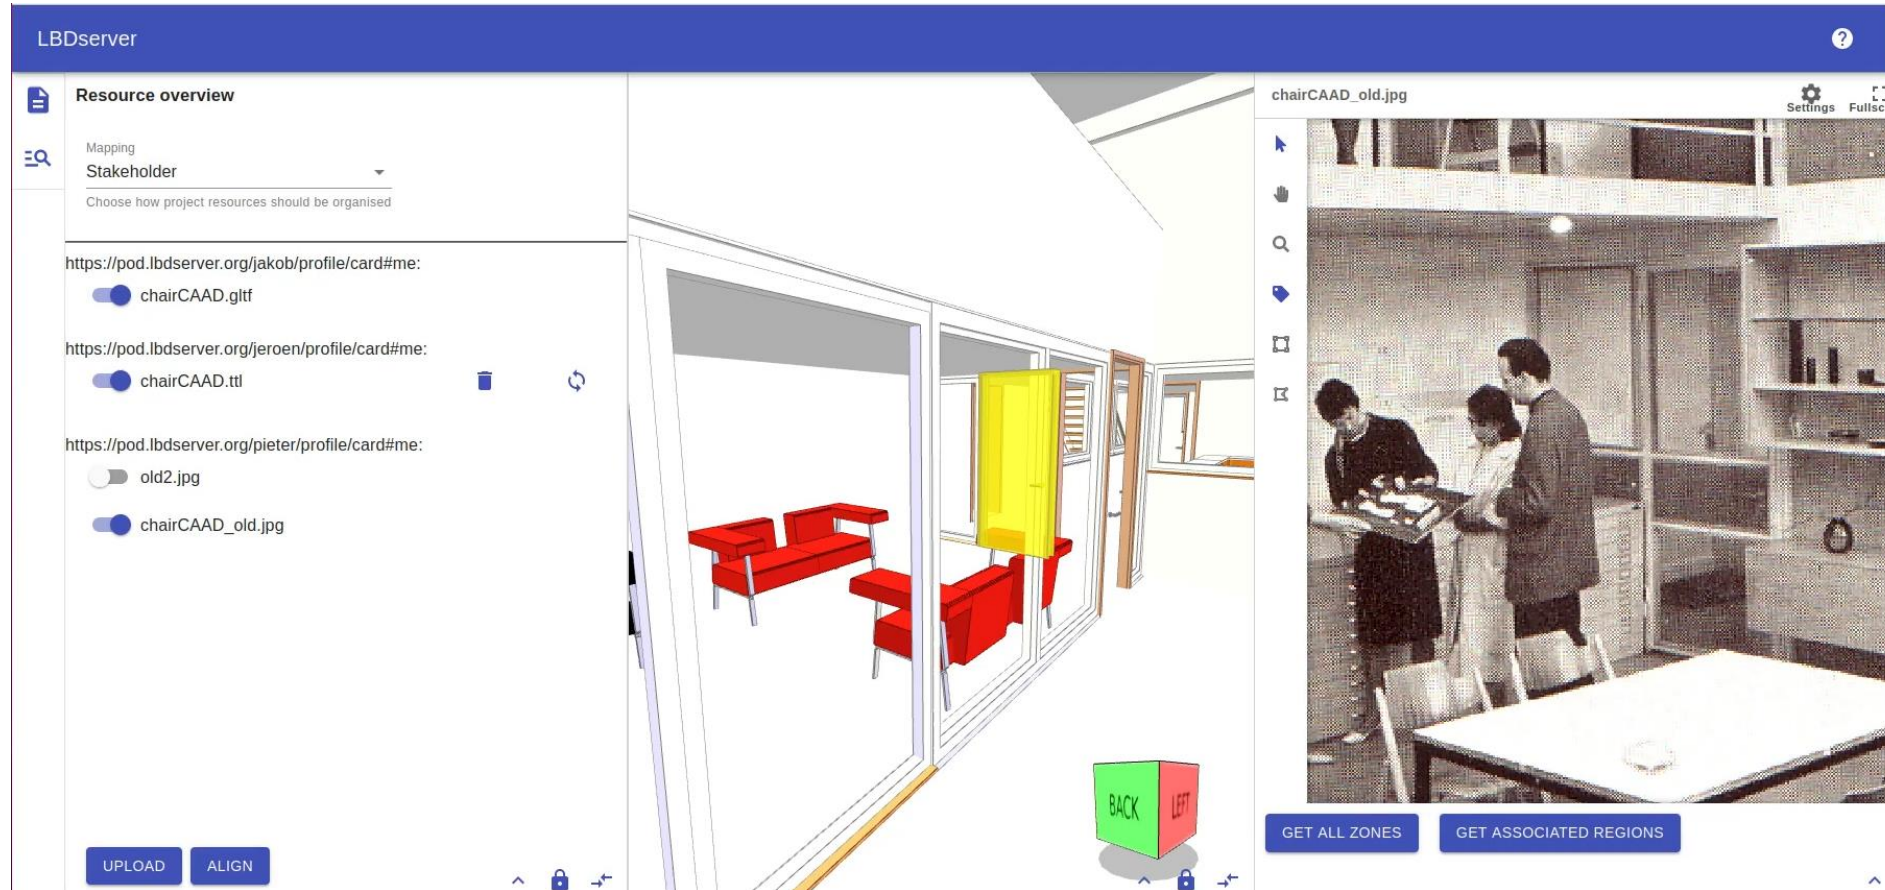 LBDserver
Resource overview
Mapping
Stakeholder
Choose how project resources should be organised
https://pod.lbdserver.org/jakob/profile/card#me:
chairCAAD.gltf
https://pod.lbdserver.org/jeroen/profile/card#me:
chairCAAD.ttl
https://pod.lbdserver.org/pieter/profile/card#me:
old2.jpg
chairCAAD_old.jpg
UPLOAD
ALIGN
BACK
LEFT
chairCAAD_old.jpg
Settings
Fullsc
GET ALL ZONES
GET ASSOCIATED REGIONS